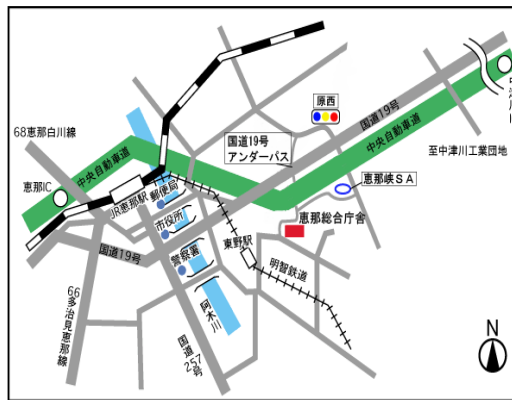 原西
国道19号
中央自動車道
68恵那白川線
中央自動車道
国道19号
アンダーパス
至中津川工業団地
恵那IC
JR恵那駅
郵便局
恵那峡SA
市役所
恵那総合庁舎
国道19号
東野駅
警察署
明智鉄道
阿木川
66多治見恵那線
国道257号
N